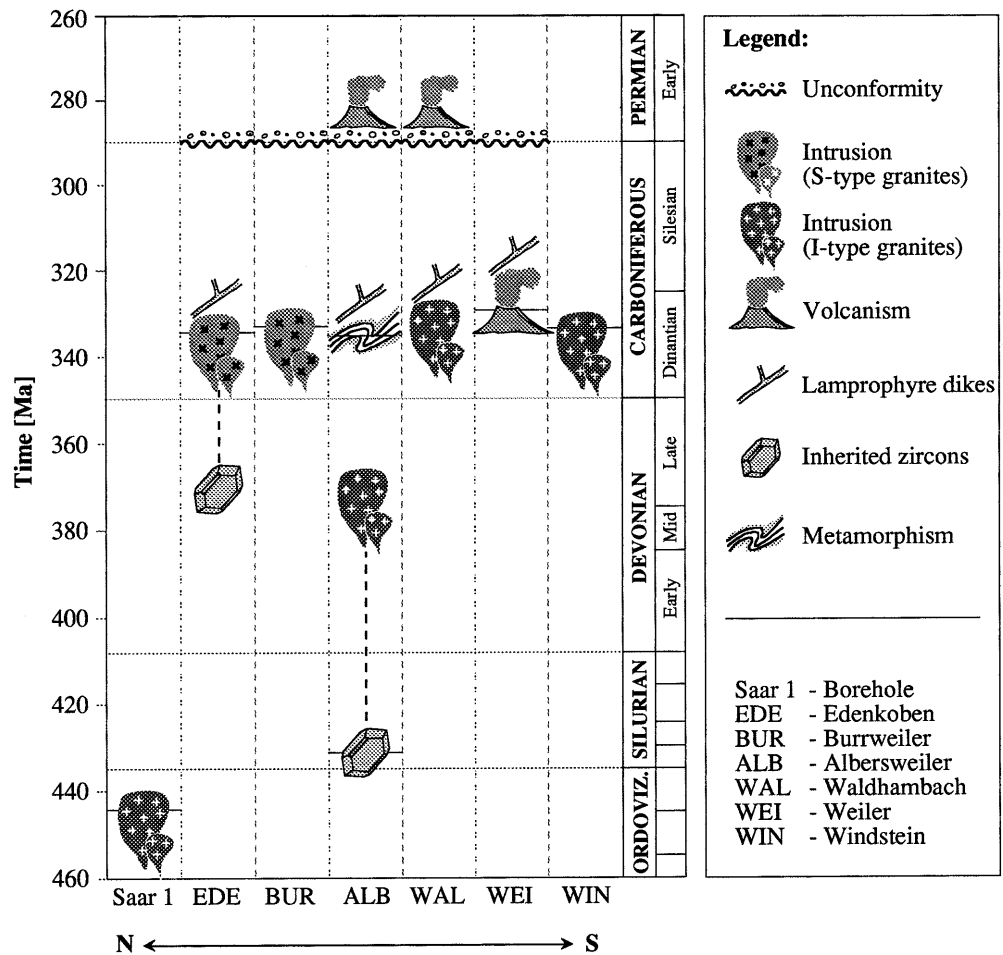 260
280
300
320
340
360
380
400
420
440
460
Time [Ma]
PERMIAN
Early
CARBONIFEROUS
Silesian
Dinantian
DEVONIAN
Late
Mid
Early
SILURIAN
ORDOVIZ.
Saar 1 EDE BUR ALB WAL WEI WIN
N S
Legend:
Unconformity
Intrusion
(S-type granites)
Intrusion
(I-type granites)
Volcanism
Lamprophyre dikes
Inherited zircons
Metamorphism
Saar 1 - Borehole
EDE - Edenkoben
BUR - Burrweiler
ALB - Albersweiler
WAL - Waldhambach
WEI - Weiler
WIN - Windstein